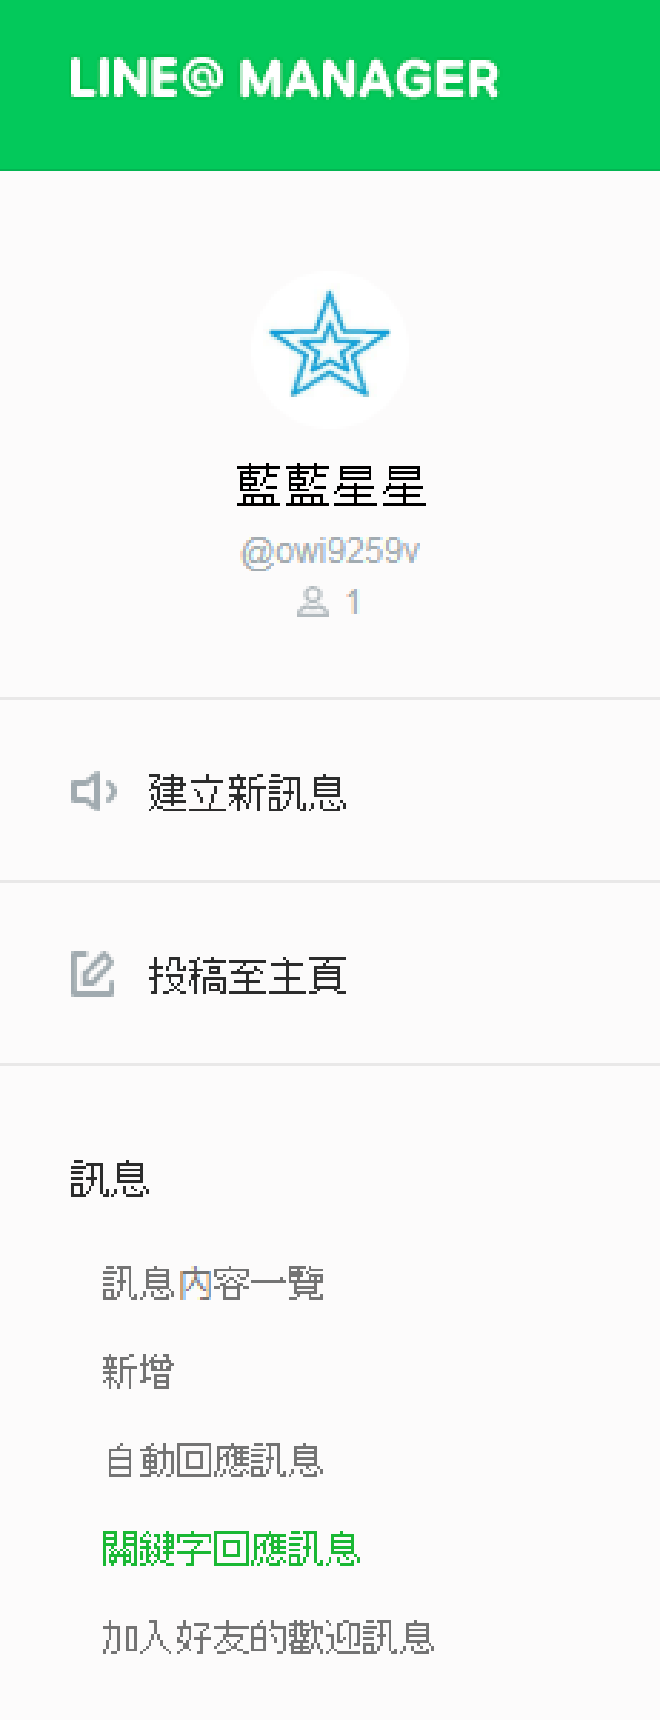 LINE@ MANAGER
藍藍星星
@owi9259v
1
建立新訊息
投稿至主頁
訊息
訊息內容一覽
新增
自動回應訊息
關鍵字回應訊息
加入好友的歡迎訊息